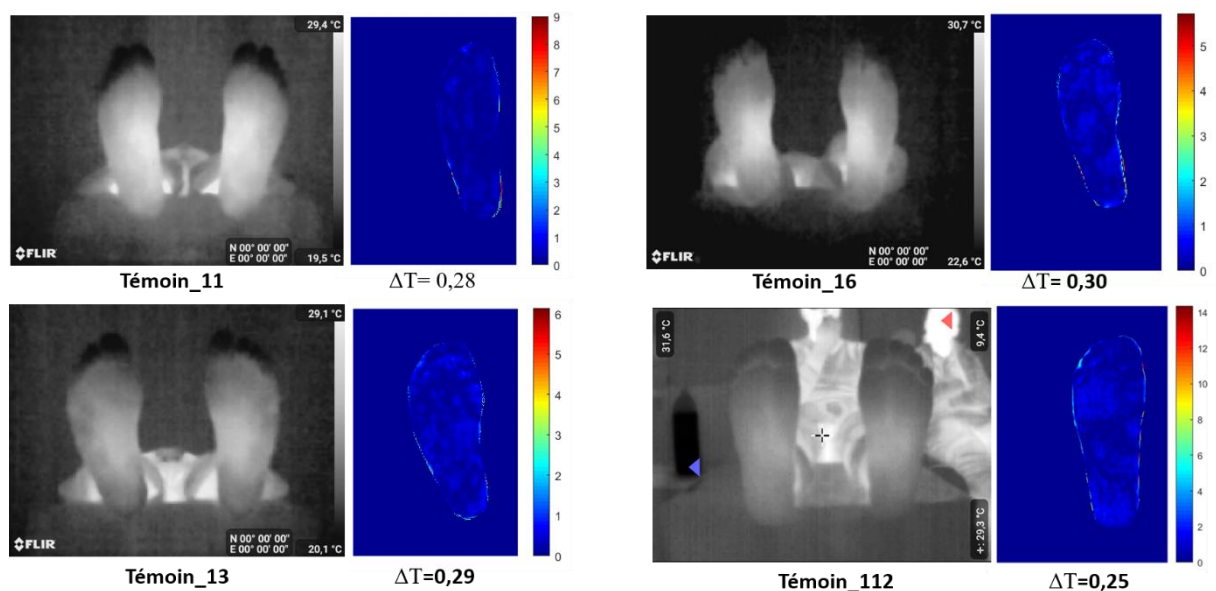 29,4 °C
N 00° 00' 00"
E 00° 00' 00"
FLIR
19,5 °C
9
8
7
6
5
4
3
2
1
0
Témoin_11
ΔT= 0,28
30,7 °C
N 00° 00' 00"
E 00° 00' 00"
FLIR
22,6 °C
5
4
3
2
1
0
Témoin_16
ΔT= 0,30
29,1 °C
N 00° 00' 00"
E 00° 00' 00"
FLIR
20,1 °C
6
5
4
3
2
1
0
Témoin_13
ΔT=0,29
31,6 °C
9,4 °C
+: 29,3 °C
14
12
10
8
6
4
2
0
Témoin_112
ΔT=0,25